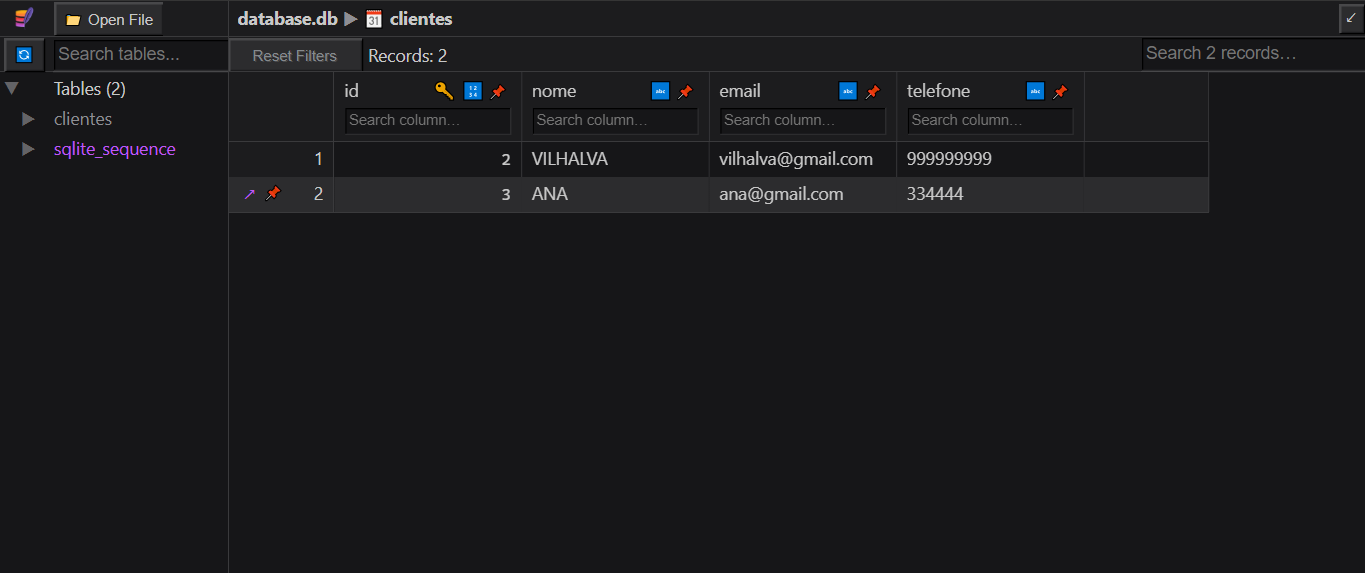 Open File
database.db ▶ clientes
Search tables...
Reset Filters
Records: 2
Search 2 records...
Tables (2)
clientes
sqlite_sequence
id nome email telefone
Search column... Search column... Search column... Search column...
1 2 VILHALVA vilhalva@gmail.com 999999999
2 3 ANA ana@gmail.com 334444